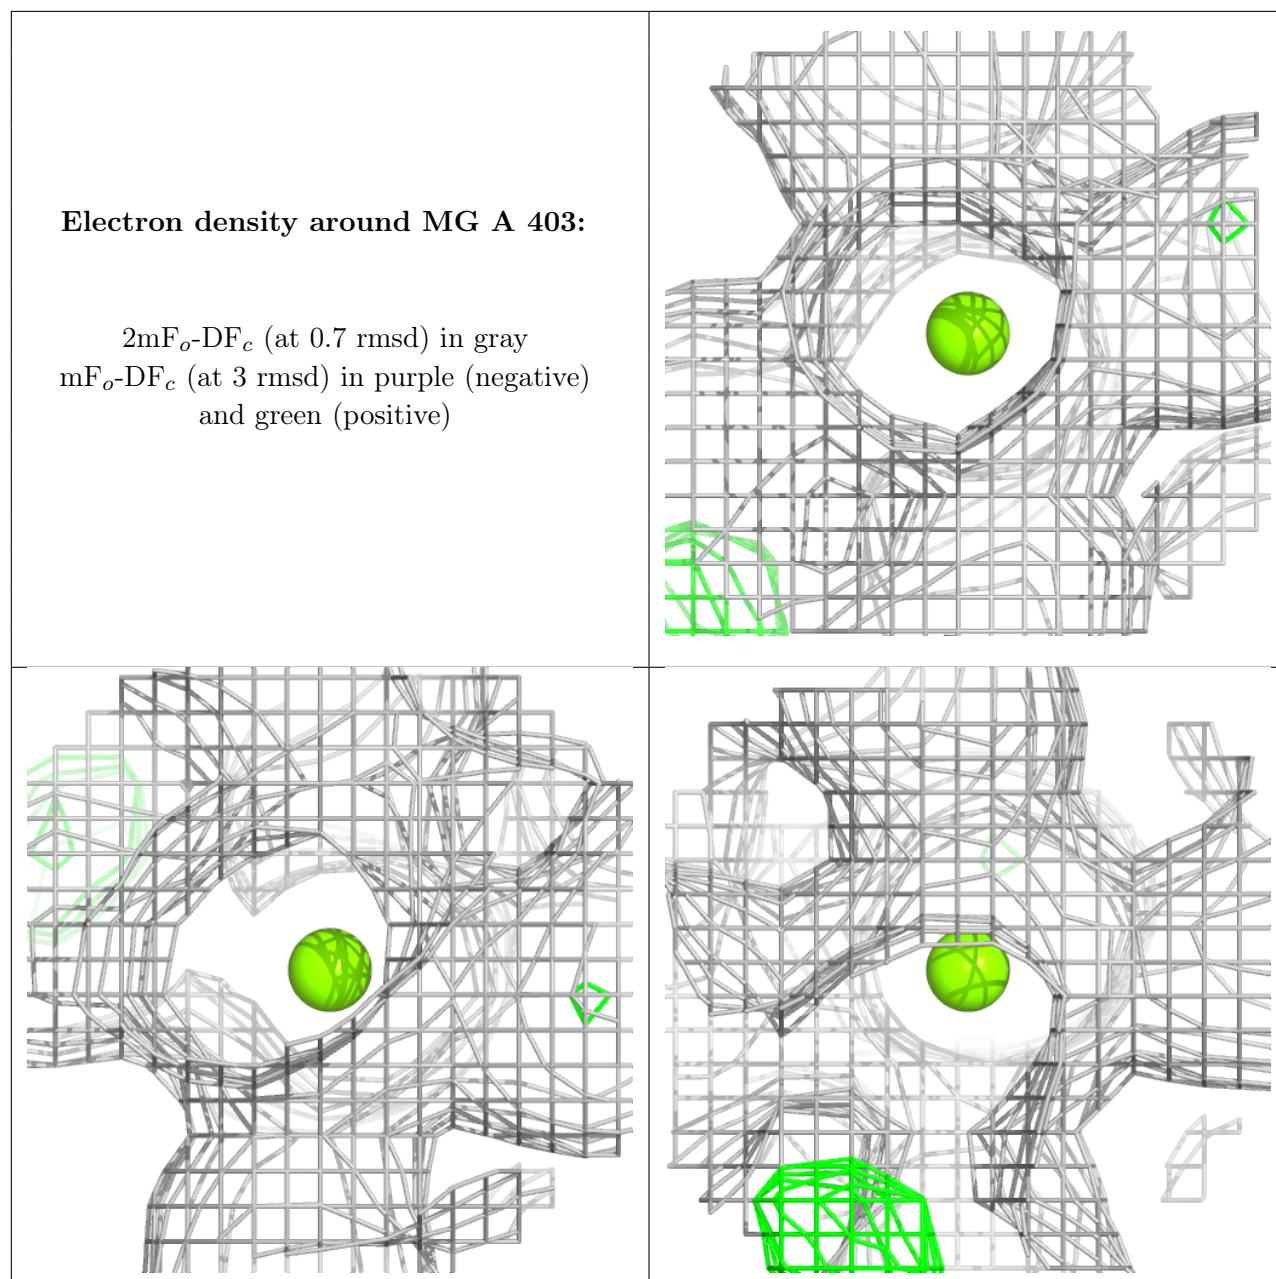 Electron density around MG A 403:
2mFo-DFc (at 0.7 rmsd) in gray
mFo-DFc (at 3 rmsd) in purple (negative)
and green (positive)